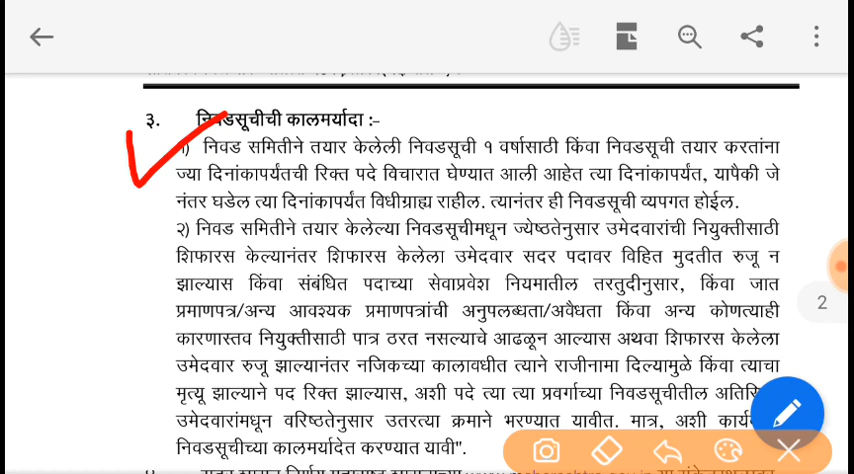 ३. निवडसूचीची कालमर्यादा :-
१) निवड समितीने तयार केलेली निवडसूची १ वर्षासाठी किंवा निवडसूची तयार करतांना
ज्या दिनांकापर्यंतची रिक्त पदे विचारात घेण्यात आली आहेत त्या दिनांकापर्यंत, यापैकी जे
नंतर घडेल त्या दिनांकापर्यंत विधीग्राह्य राहील. त्यानंतर ही निवडसूची व्यपगत होईल.
२) निवड समितीने तयार केलेल्या निवडसूचीमधून ज्येष्ठतेनुसार उमेदवारांची नियुक्तीसाठी
शिफारस केल्यानंतर शिफारस केलेला उमेदवार सदर पदावर विहित मुदतीत रुजू न
झाल्यास किंवा संबंधित पदाच्या सेवाप्रवेश नियमातील तरतुदीनुसार, किंवा जात
प्रमाणपत्र/अन्य आवश्यक प्रमाणपत्रांची अनुपलब्धता/अवैधता किंवा अन्य कोणत्याही
कारणास्तव नियुक्तीसाठी पात्र ठरत नसल्याचे आढळून आल्यास अथवा शिफारस केलेला
उमेदवार रुजू झाल्यानंतर नजिकच्या कालावधीत त्याने राजीनामा दिल्यामुळे किंवा त्याचा
मृत्यू झाल्याने पद रिक्त झाल्यास, अशी पदे त्या त्या प्रवर्गाच्या निवडसूचीतील
उमेदवारांमधून वरिष्ठतेनुसार उतरत्या क्रमाने भरण्यात यावीत. मात्र, अशी
निवडसूचीच्या कालमर्यादेत करण्यात यावी".
2